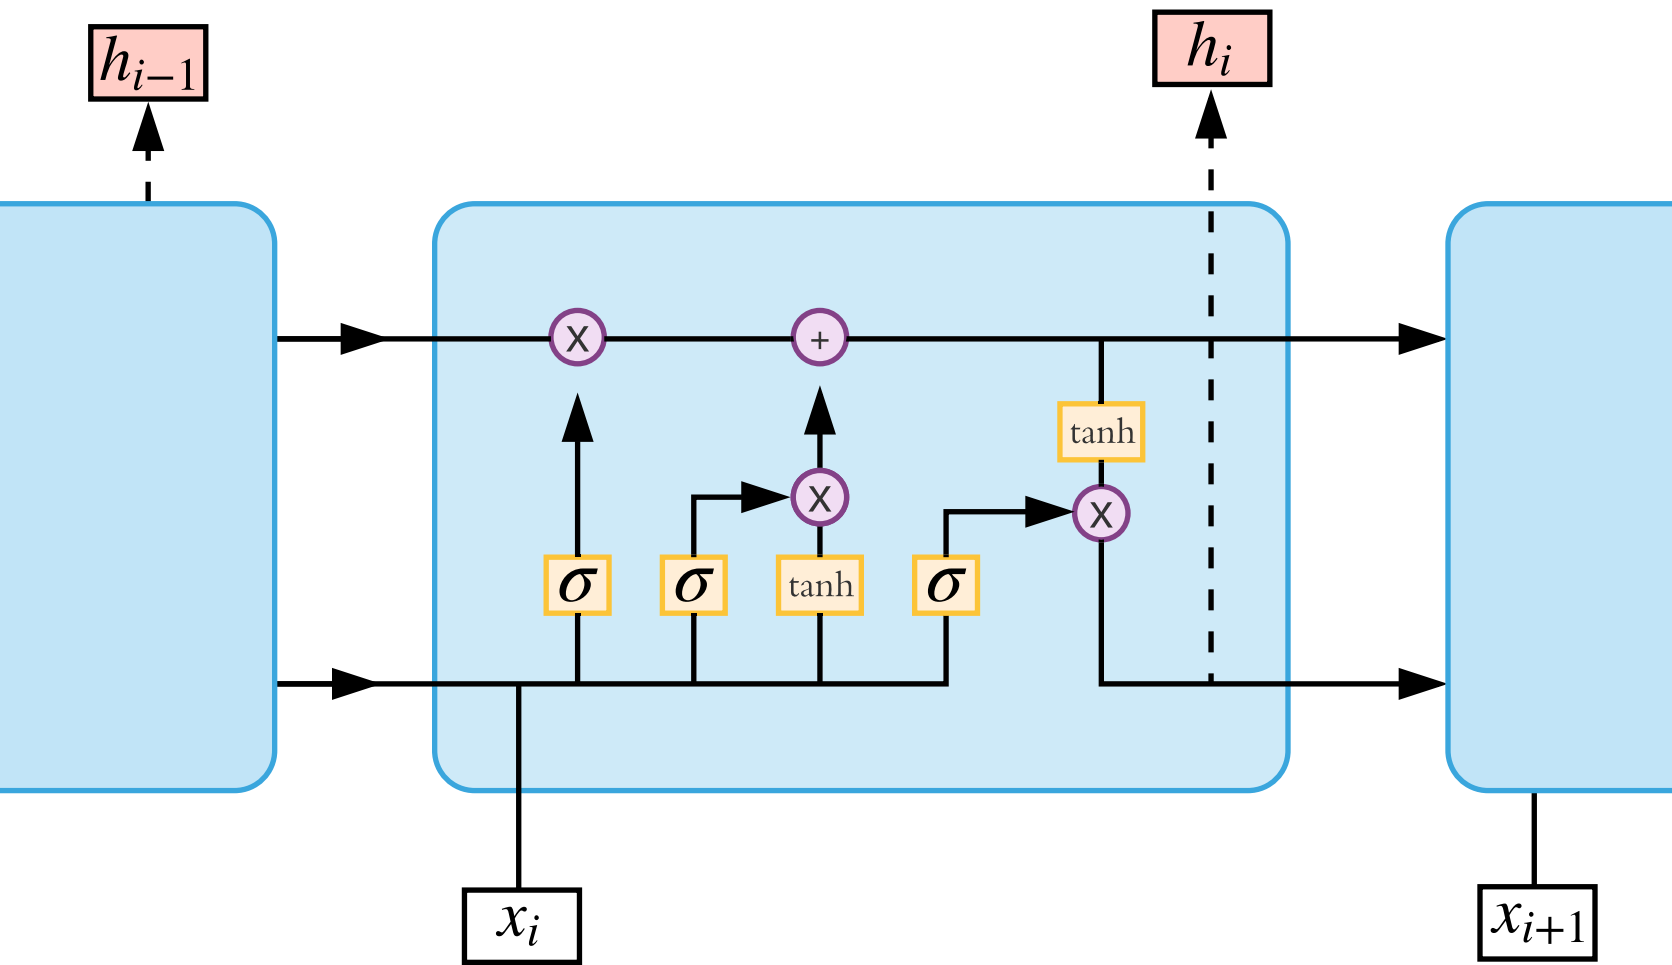 h_{i−1}
h_i
X
+
tanh
X
X
σ
σ
tanh
σ
x_i
x_{i+1}